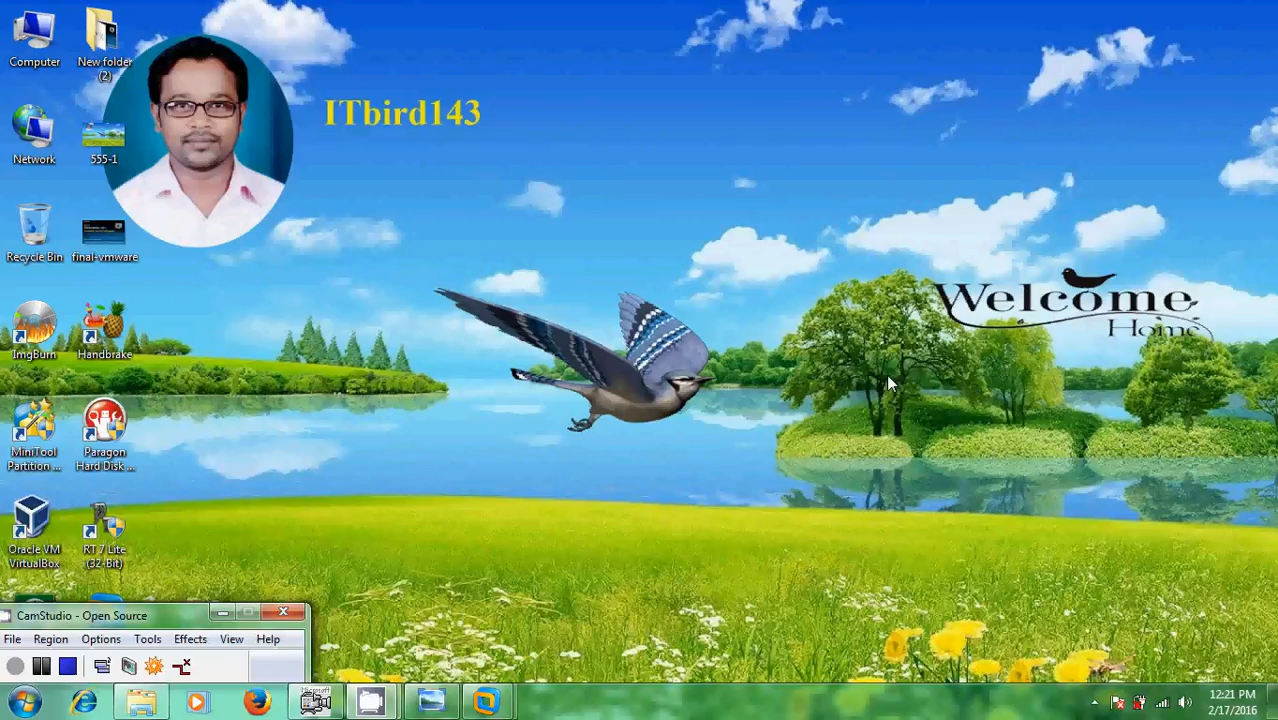 Computer
New folder
(2)
ITbird143
Network
555-1
Recycle Bin
final-vmware
Welcome
Home
ImgBurn
Handbrake
MiniTool
Partition ...
Paragon
Hard Disk ...
Oracle VM
VirtualBox
RT 7 Lite
(32-Bit)
CamStudio - Open Source
File Region Options Tools Effects View Help
Microsoft
12:21 PM
2/17/2016